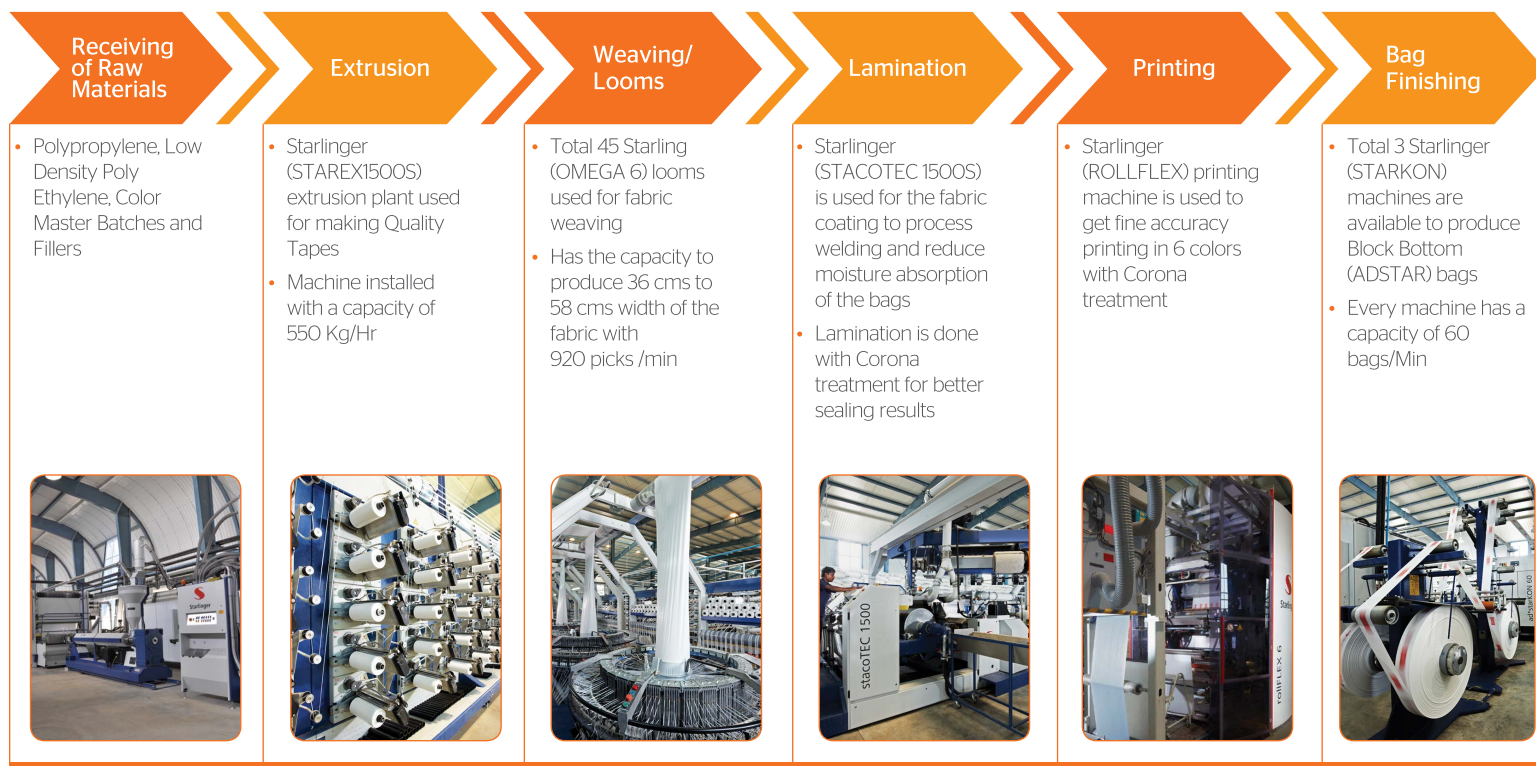 Receiving
of Raw
Materials
Extrusion
Weaving/
Looms
Lamination
Printing
Bag
Finishing
• Polypropylene, Low
Density Poly
Ethylene, Color
Master Batches and
Fillers
• Starlinger
(STAREX1500S)
extrusion plant used
for making Quality
Tapes
• Machine installed
with a capacity of
550 Kg/Hr
• Total 45 Starling
(OMEGA 6) looms
used for fabric
weaving
• Has the capacity to
produce 36 cms to
58 cms width of the
fabric with
920 picks /min
• Starlinger
(STACOTEC 1500S)
is used for the fabric
coating to process
welding and reduce
moisture absorption
of the bags
• Lamination is done
with Corona
treatment for better
sealing results
• Starlinger
(ROLLFLEX) printing
machine is used to
get fine accuracy
printing in 6 colors
with Corona
treatment
• Total 3 Starlinger
(STARKON)
machines are
available to produce
Block Bottom
(ADSTAR) bags
• Every machine has a
capacity of 60
bags/Min
Starlinger
stacoTEC 1500
rollFLEX 6
ad*starKON 60